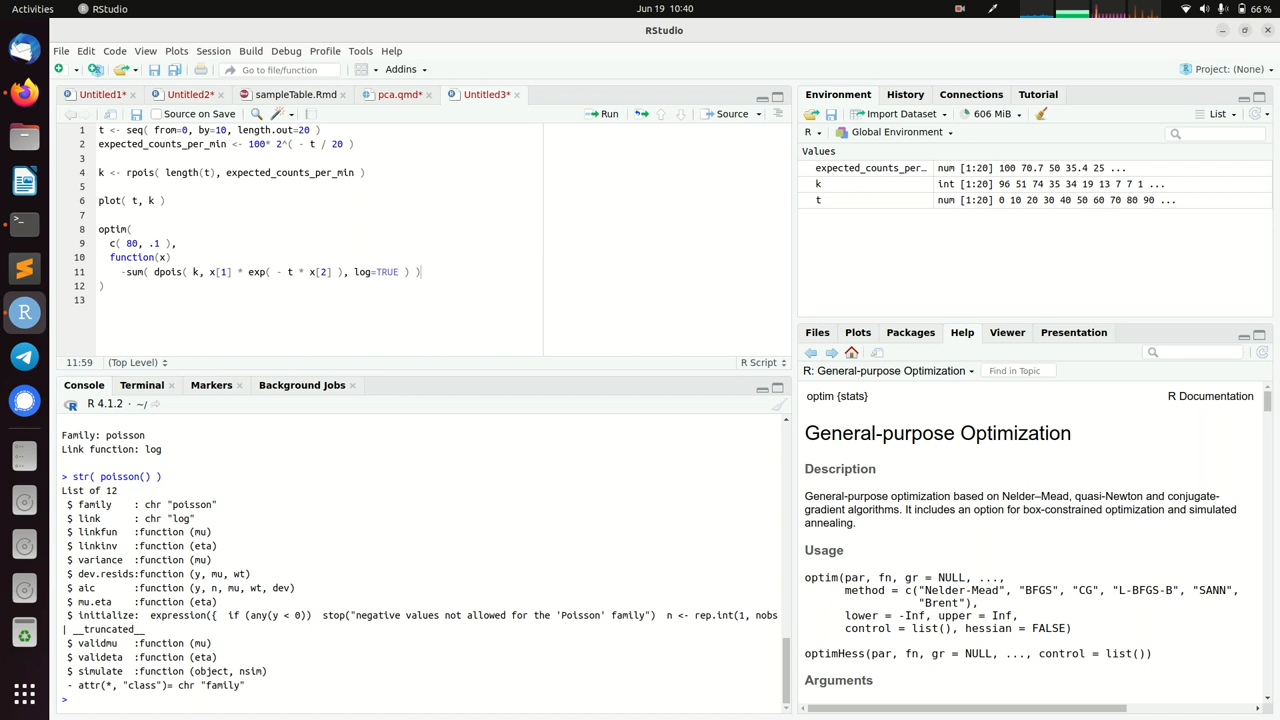 Activities
RStudio
Jun 19 10:40
66 %
RStudio
File Edit Code View Plots Session Build Debug Profile Tools Help
Go to file/function
Addins
Project: (None)
Untitled1*
Untitled2*
sampleTable.Rmd
pca.qmd*
Untitled3*
Source on Save
Run
Source
1 t <- seq( from=0, by=10, length.out=20 )
2 expected_counts_per_min <- 100* 2^( - t / 20 )
3
4 k <- rpois( length(t), expected_counts_per_min )
5
6 plot( t, k )
7
8 optim(
9 c( 80, .1 ),
10 function(x)
11 -sum( dpois( k, x[1] * exp( - t * x[2] ), log=TRUE ) )
12 )
13
11:59 (Top Level)
R Script
Console Terminal Markers Background Jobs
R 4.1.2 · ~/
Family: poisson
Link function: log
> str( poisson() )
List of 12
$ family : chr "poisson"
$ link : chr "log"
$ linkfun :function (mu)
$ linkinv :function (eta)
$ variance :function (mu)
$ dev.resids:function (y, mu, wt)
$ aic :function (y, n, mu, wt, dev)
$ mu.eta :function (eta)
$ initialize: expression({ if (any(y < 0)) stop("negative values not allowed for the 'Poisson' family") n <- rep.int(1, nobs
| __truncated__
$ validmu :function (mu)
$ valideta :function (eta)
$ simulate :function (object, nsim)
- attr(*, "class")= chr "family"
>
Environment History Connections Tutorial
Import Dataset
606 MiB
List
R
Global Environment
Values
expected_counts_per… num [1:20] 100 70.7 50 35.4 25 ...
k int [1:20] 96 51 74 35 34 19 13 7 7 1 ...
t num [1:20] 0 10 20 30 40 50 60 70 80 90 ...
Files Plots Packages Help Viewer Presentation
R: General-purpose Optimization
Find in Topic
optim {stats}
R Documentation
General-purpose Optimization
Description
General-purpose optimization based on Nelder–Mead, quasi-Newton and conjugate-
gradient algorithms. It includes an option for box-constrained optimization and simulated
annealing.
Usage
optim(par, fn, gr = NULL, ...,
method = c("Nelder-Mead", "BFGS", "CG", "L-BFGS-B", "SANN",
"Brent"),
lower = -Inf, upper = Inf,
control = list(), hessian = FALSE)
optimHess(par, fn, gr = NULL, ..., control = list())
Arguments